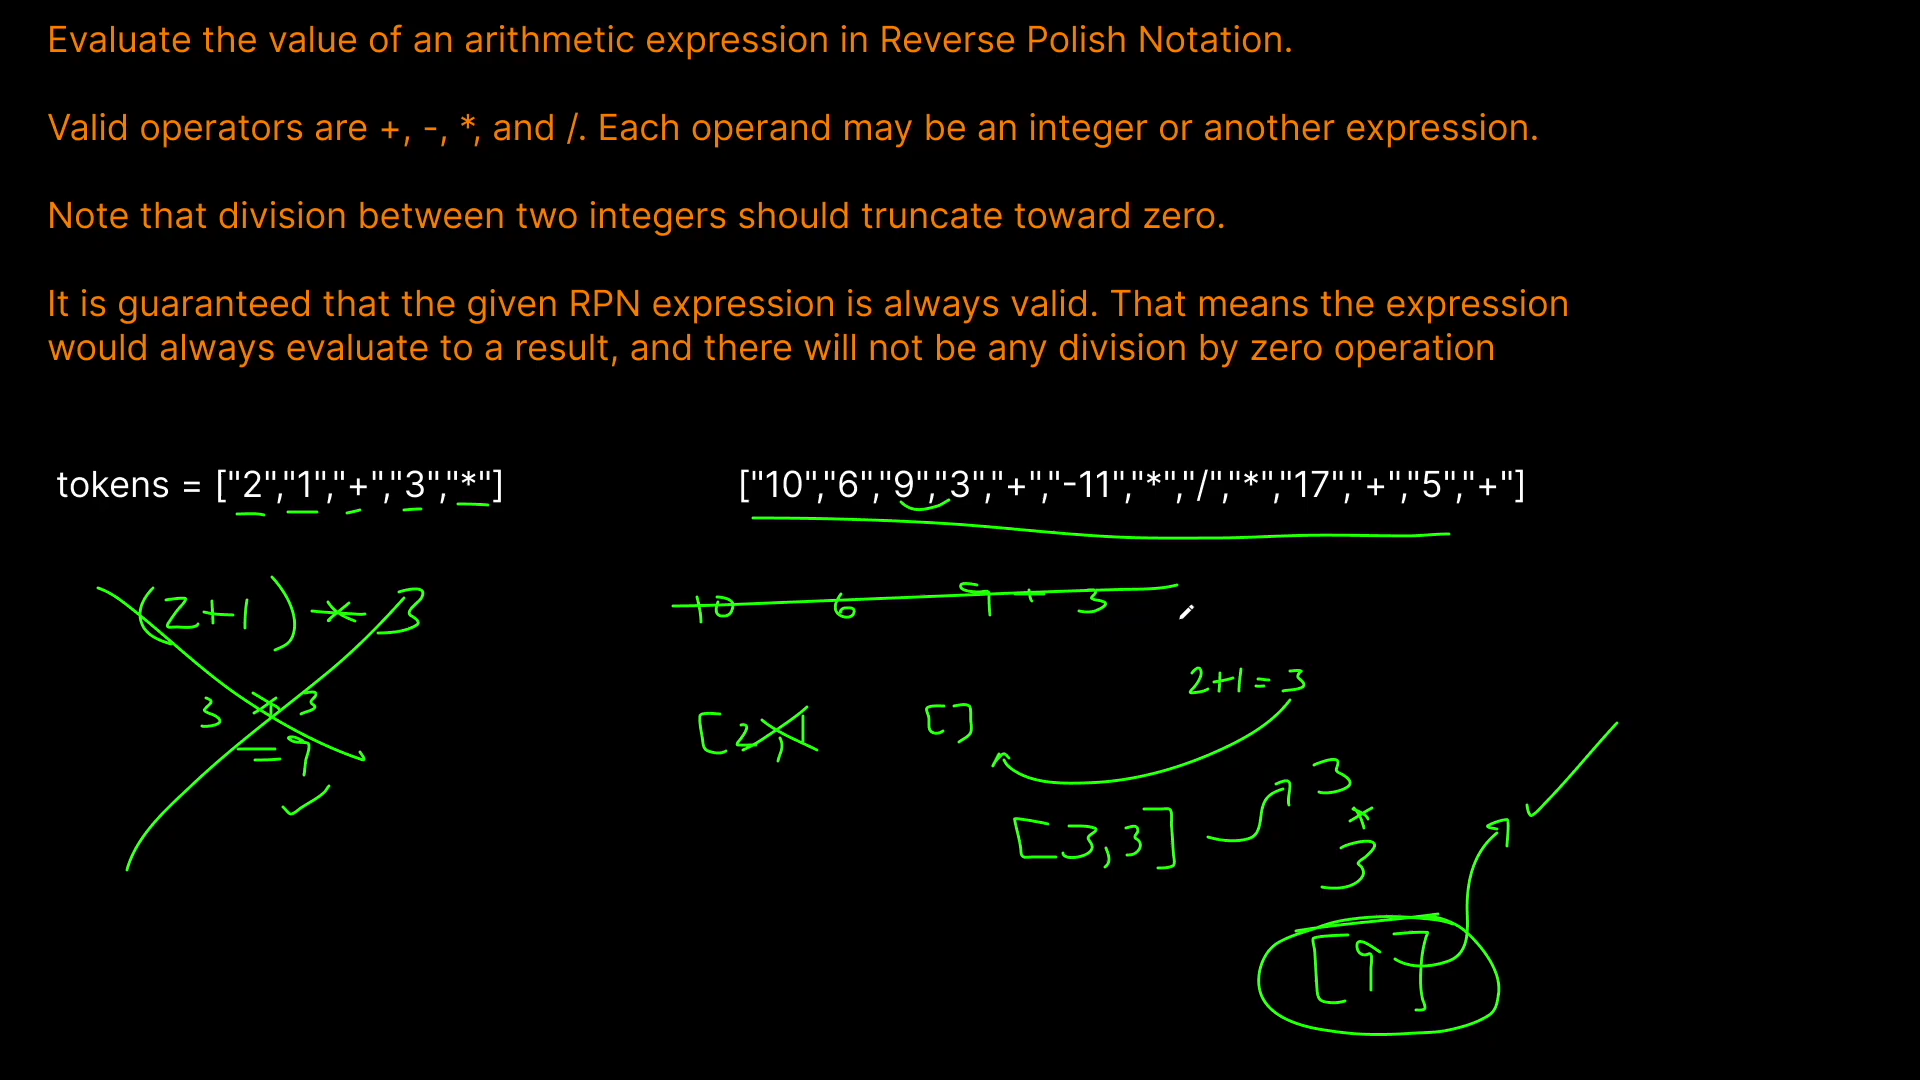 Evaluate the value of an arithmetic expression in Reverse Polish Notation.
Valid operators are +, -, *, and /. Each operand may be an integer or another expression.
Note that division between two integers should truncate toward zero.
It is guaranteed that the given RPN expression is always valid. That means the expression
would always evaluate to a result, and there will not be any division by zero operation
tokens = ["2","1","+","3","*"]
["10","6","9","3","+","-11","*","/","*","17","+","5","+"]
(2+1) * 3
10 6 9 + 3
3 * 3
= 9
2+1 = 3
[2,1
[]
[3,3]
3
*
3
[9]